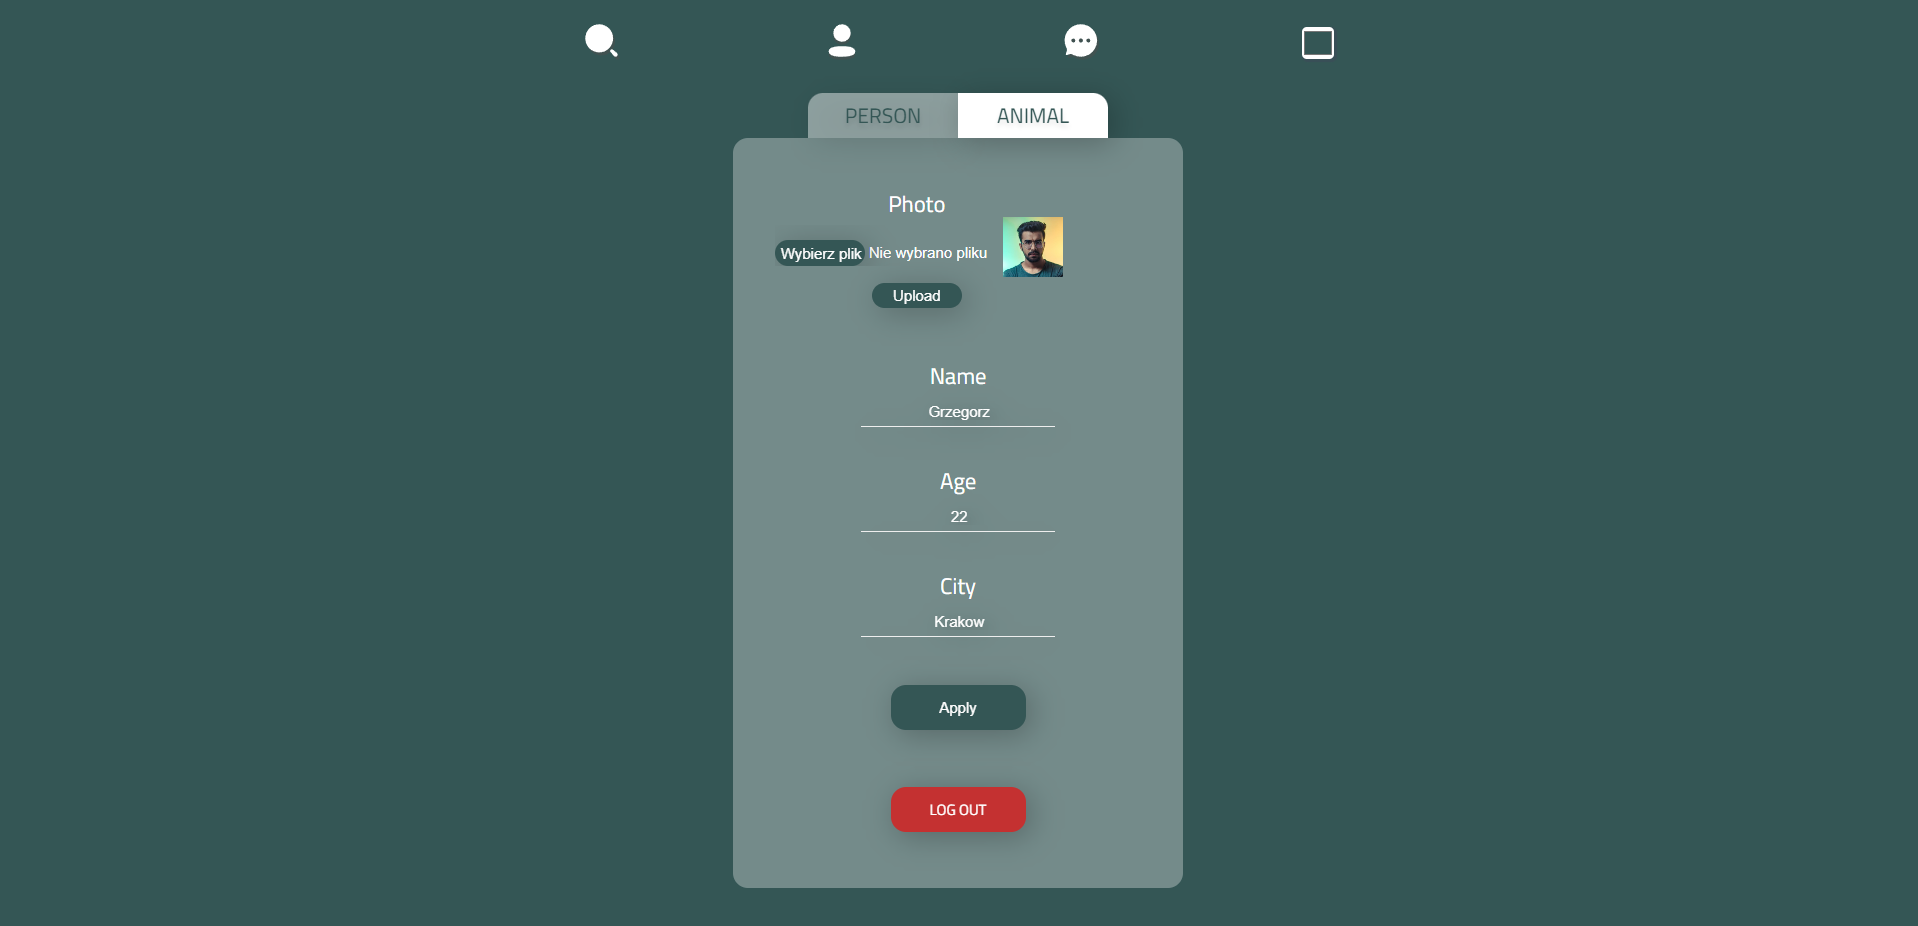 PERSON ANIMAL
Photo
Wybierz plik Nie wybrano pliku
Upload
Name
Grzegorz
Age
22
City
Krakow
Apply
LOG OUT